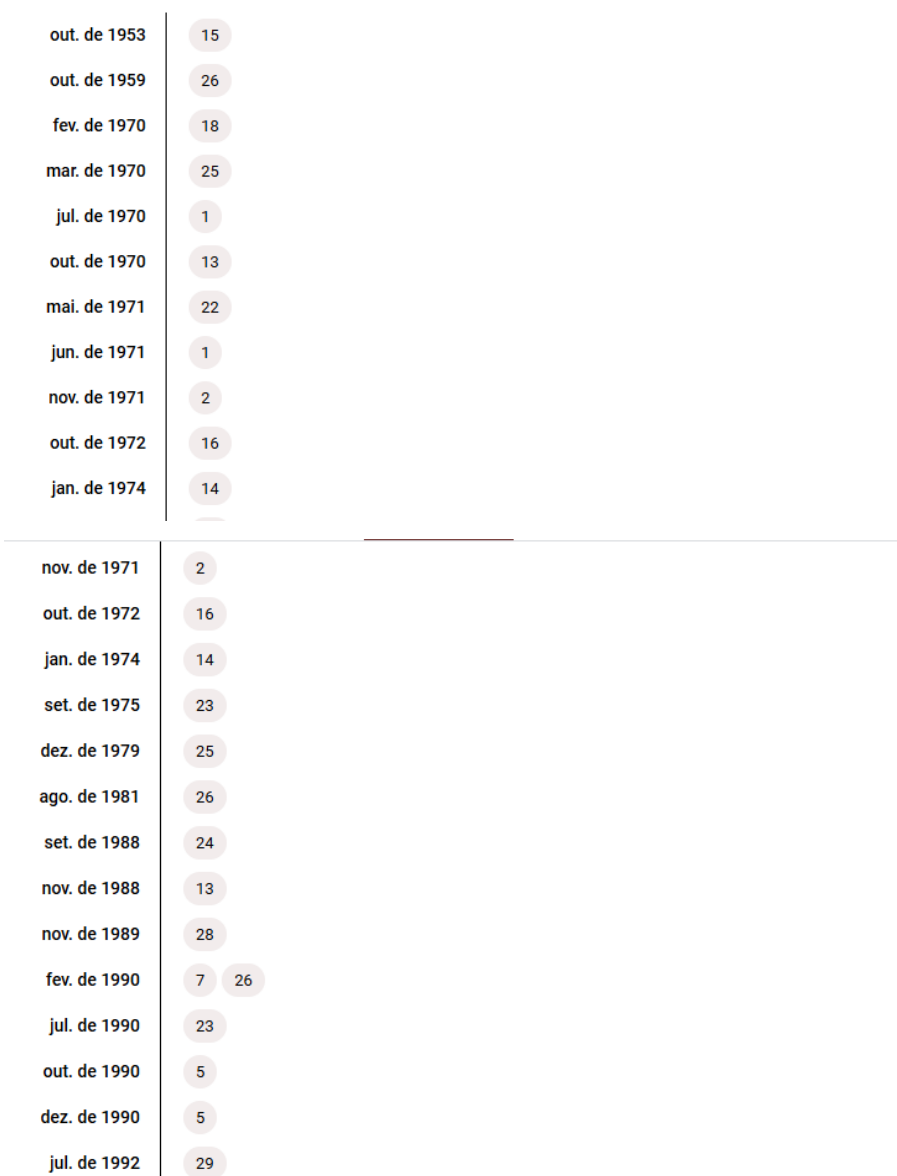 out. de 1953 15
out. de 1959 26
fev. de 1970 18
mar. de 1970 25
jul. de 1970 1
out. de 1970 13
mai. de 1971 22
jun. de 1971 1
nov. de 1971 2
out. de 1972 16
jan. de 1974 14
nov. de 1971 2
out. de 1972 16
jan. de 1974 14
set. de 1975 23
dez. de 1979 25
ago. de 1981 26
set. de 1988 24
nov. de 1988 13
nov. de 1989 28
fev. de 1990 7 26
jul. de 1990 23
out. de 1990 5
dez. de 1990 5
jul. de 1992 29